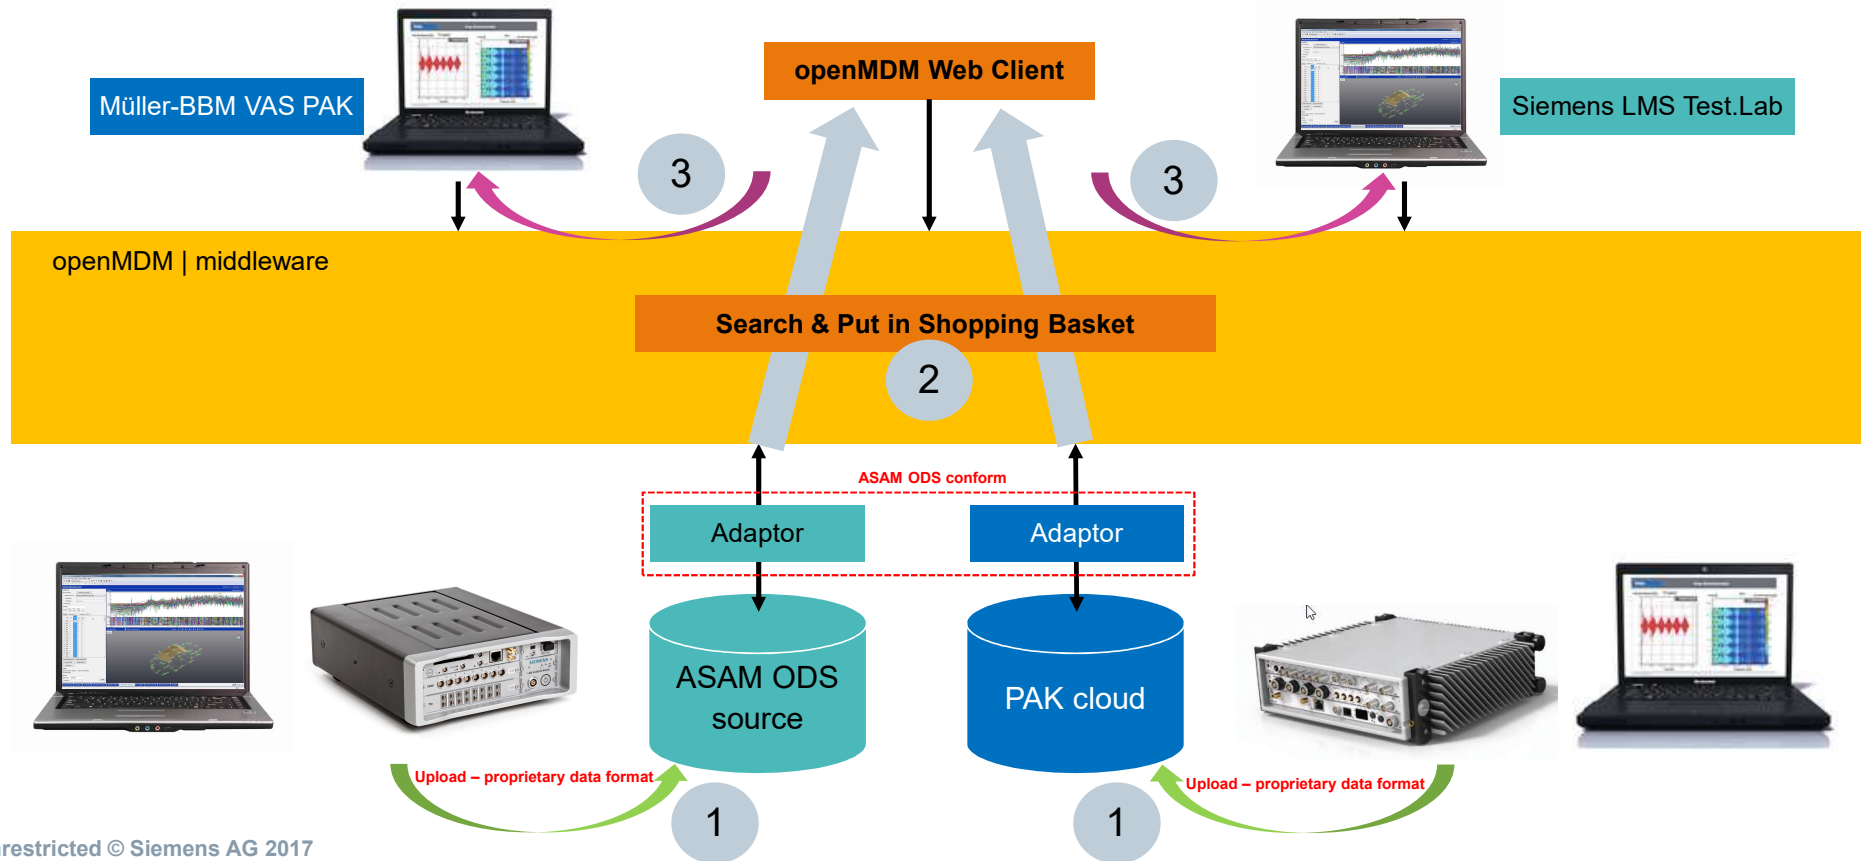 openMDM Web Client
Müller-BBM VAS PAK
Siemens LMS Test.Lab
3
3
openMDM | middleware
Search & Put in Shopping Basket
2
ASAM ODS conform
Adaptor
Adaptor
ASAM ODS
source
PAK cloud
SIEMENS
Upload – proprietary data format
Upload – proprietary data format
1
1
restricted © Siemens AG 2017